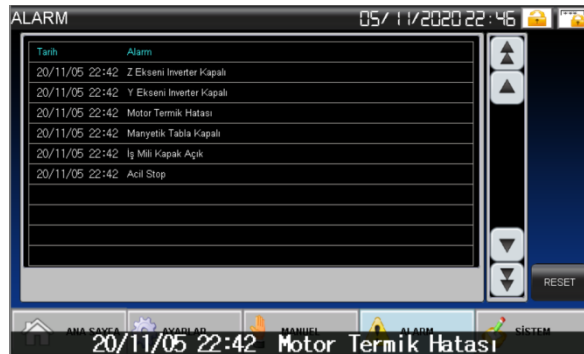 ALARM 05/11/2020 22:46
Tarih Alarm
20/11/05 22:42 Z Ekseni Inverter Kapalı
20/11/05 22:42 Y Ekseni Inverter Kapalı
20/11/05 22:42 Motor Termik Hatası
20/11/05 22:42 Manyetik Tabla Kapalı
20/11/05 22:42 İş Mili Kapak Açık
20/11/05 22:42 Acil Stop
RESET
ANA SAYFA AYARLAR MANUEL ALARM SİSTEM
20/11/05 22:42 Motor Termik Hatası